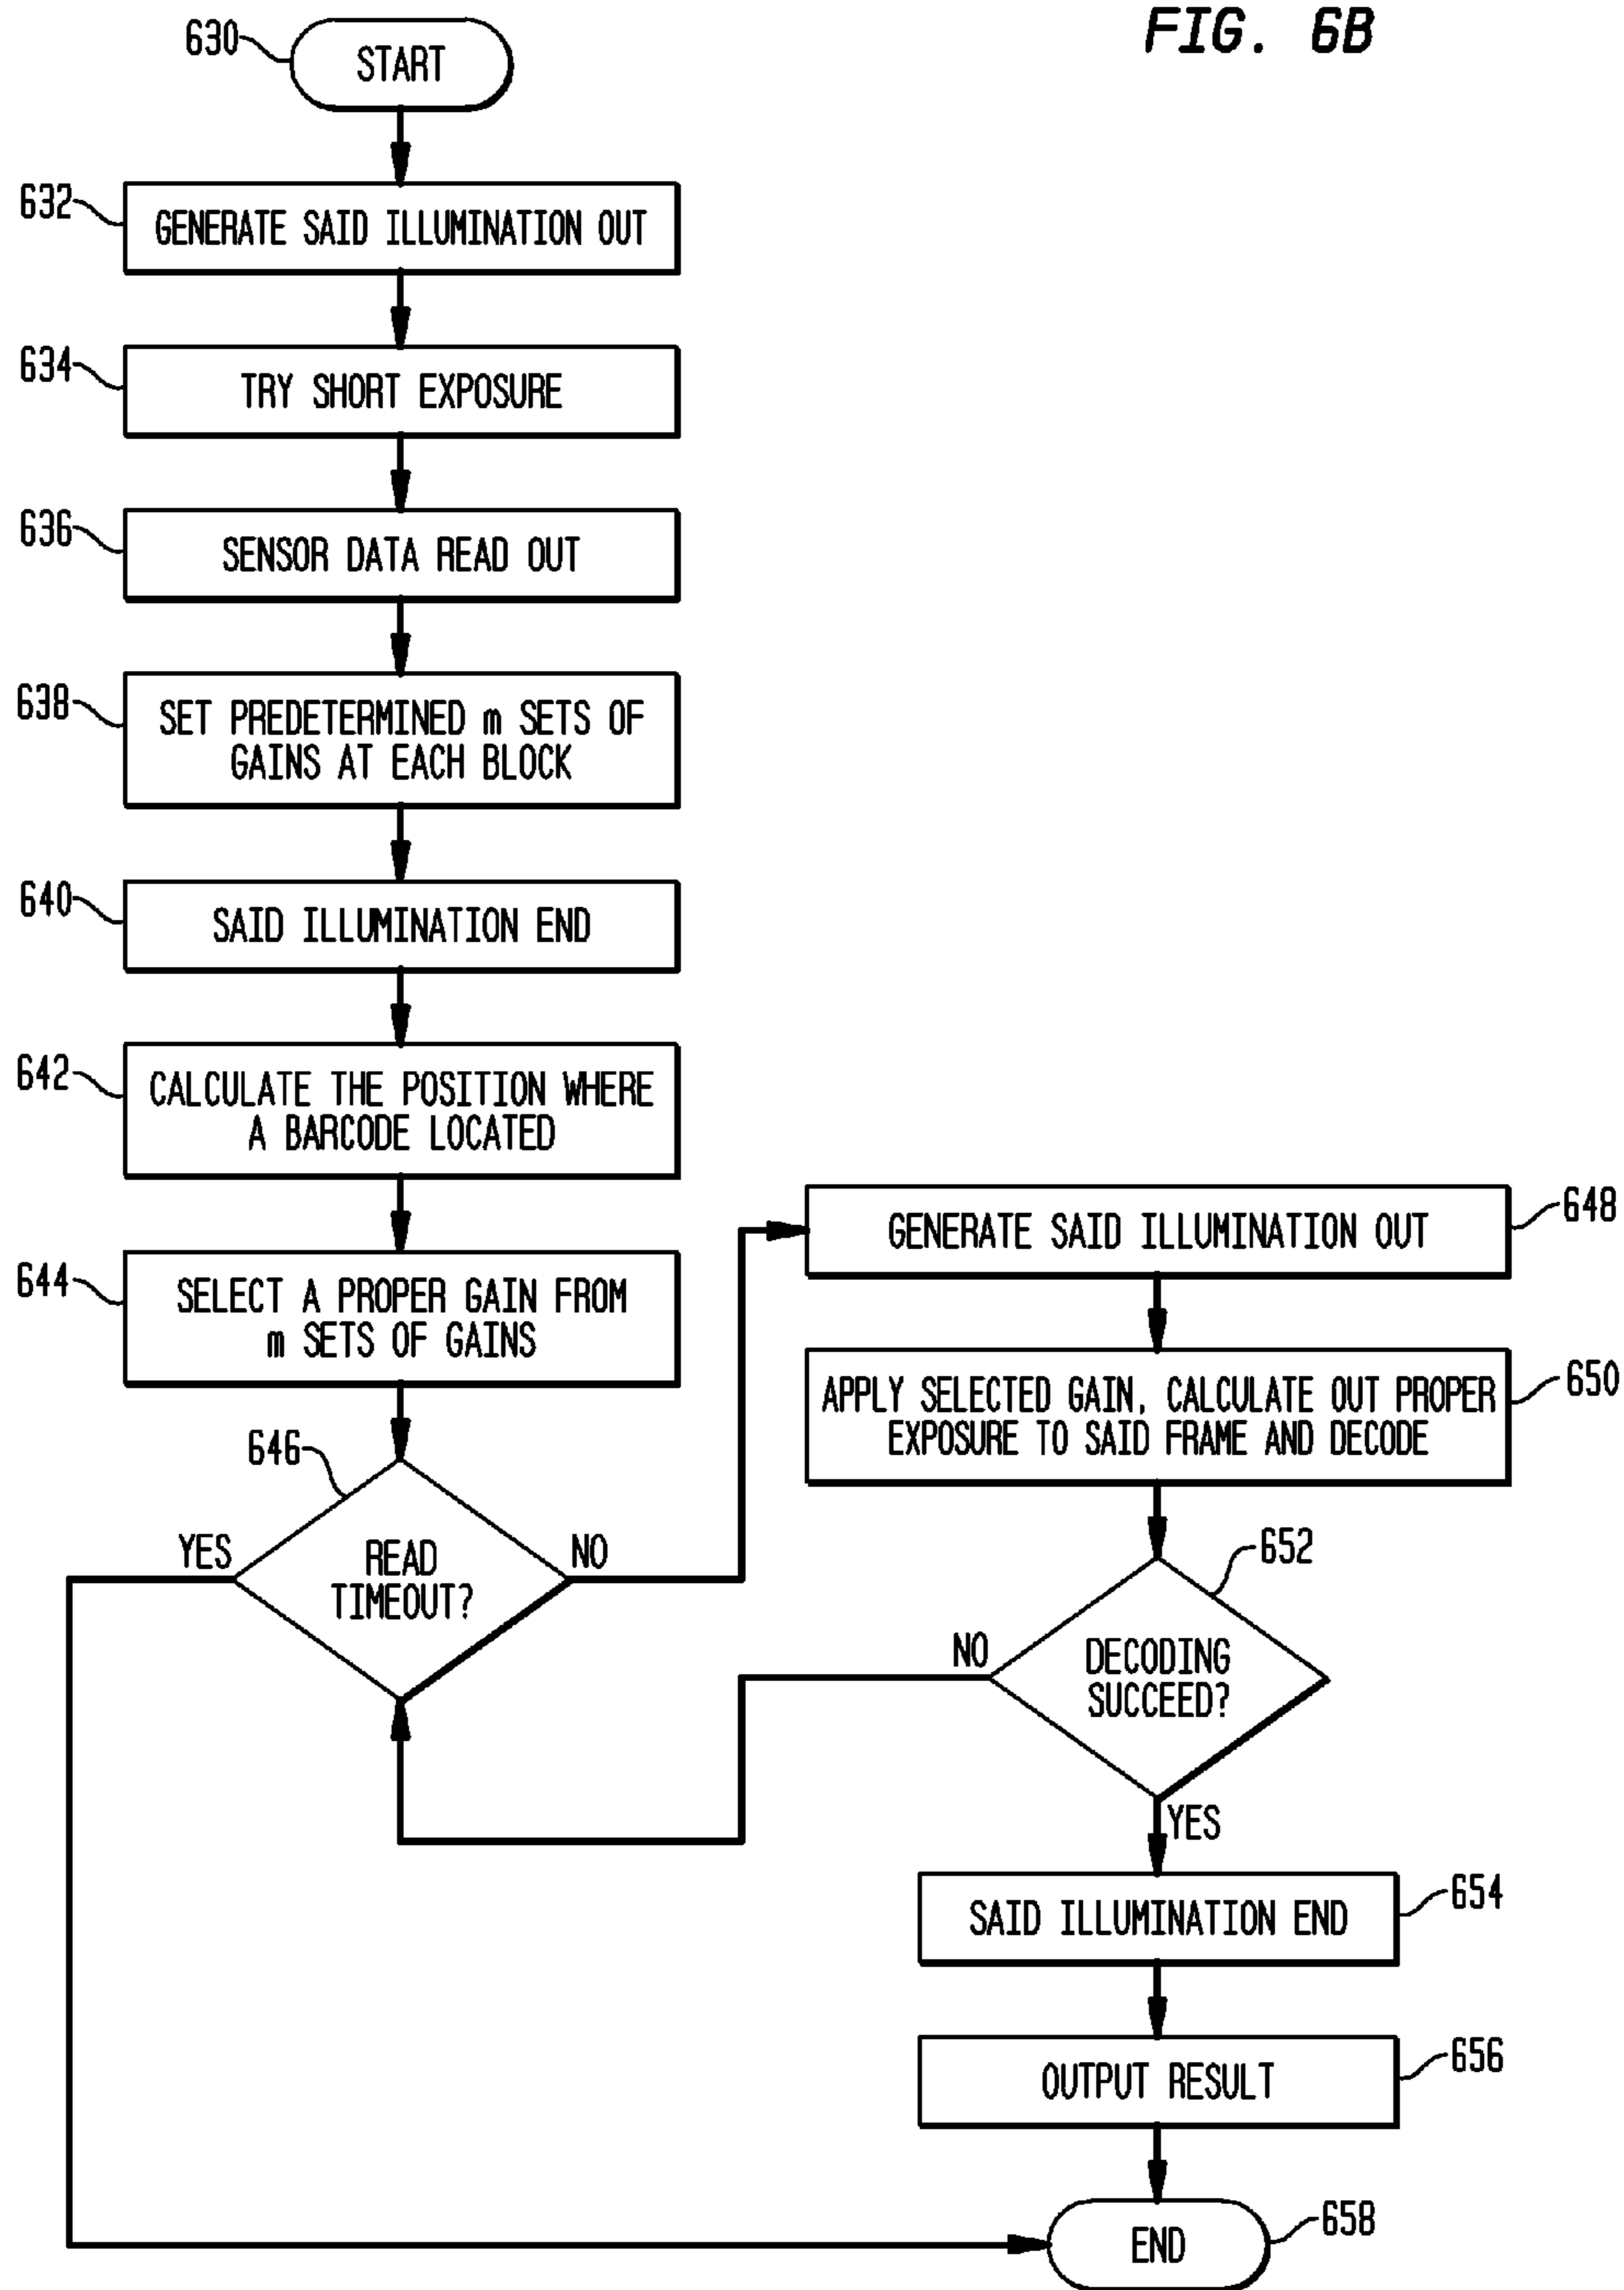 FIG. 6B
630
START
632
GENERATE SAID ILLUMINATION OUT
634
TRY SHORT EXPOSURE
636
SENSOR DATA READ OUT
638
SET PREDETERMINED m SETS OF
GAINS AT EACH BLOCK
640
SAID ILLUMINATION END
642
CALCULATE THE POSITION WHERE
A BARCODE LOCATED
644
SELECT A PROPER GAIN FROM
m SETS OF GAINS
646
YES
READ
TIMEOUT?
NO
648
GENERATE SAID ILLUMINATION OUT
650
APPLY SELECTED GAIN, CALCULATE OUT PROPER
EXPOSURE TO SAID FRAME AND DECODE
652
NO
DECODING
SUCCEED?
YES
654
SAID ILLUMINATION END
656
OUTPUT RESULT
658
END